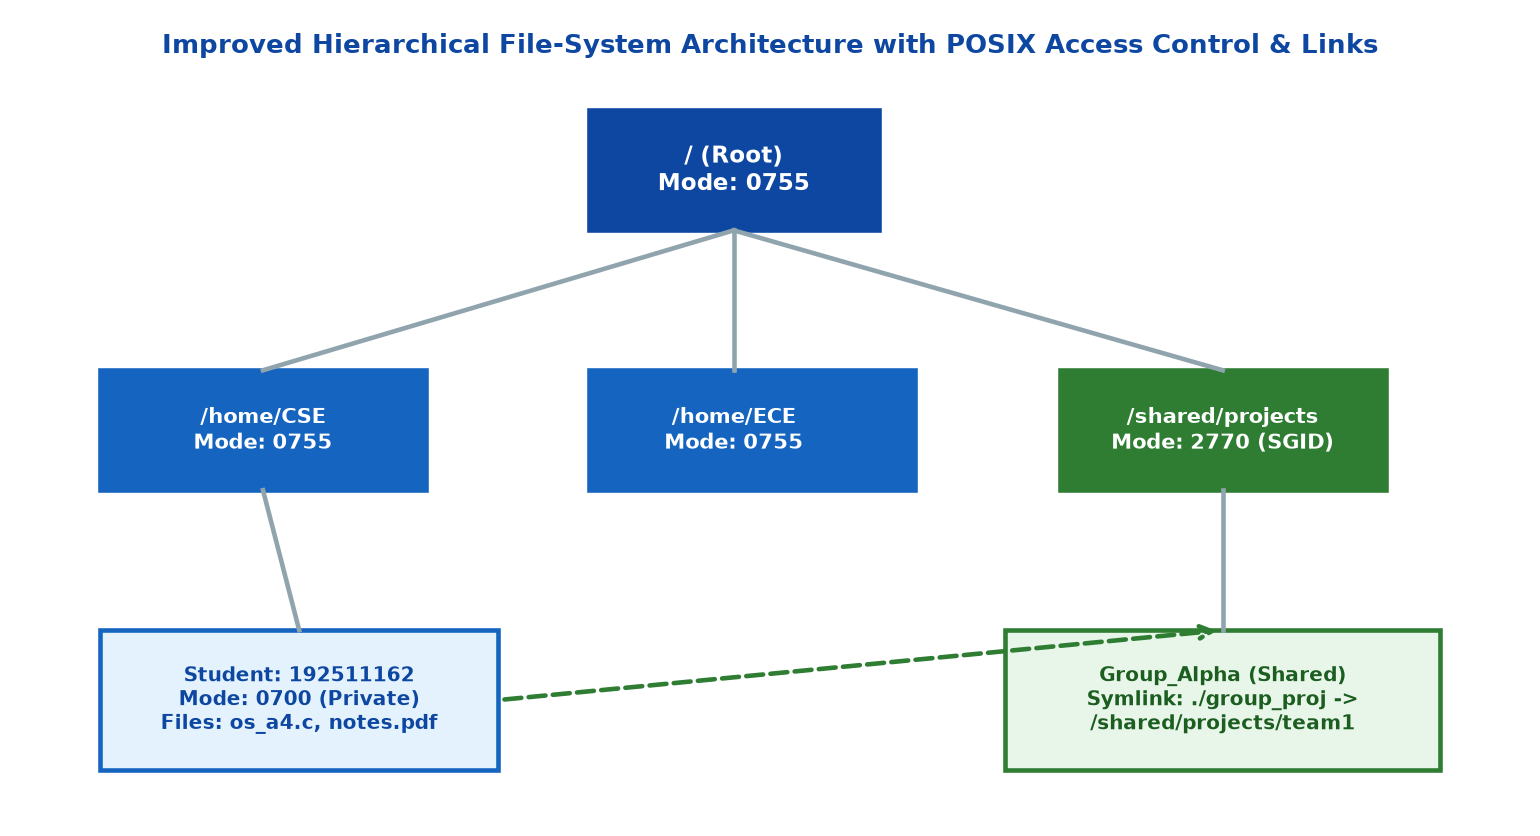 Improved Hierarchical File-System Architecture with POSIX Access Control & Links
/ (Root)
Mode: 0755
/home/CSE
Mode: 0755
/home/ECE
Mode: 0755
/shared/projects
Mode: 2770 (SGID)
Student: 192511162
Mode: 0700 (Private)
Files: os_a4.c, notes.pdf
Group_Alpha (Shared)
Symlink: ./group_proj ->
/shared/projects/team1